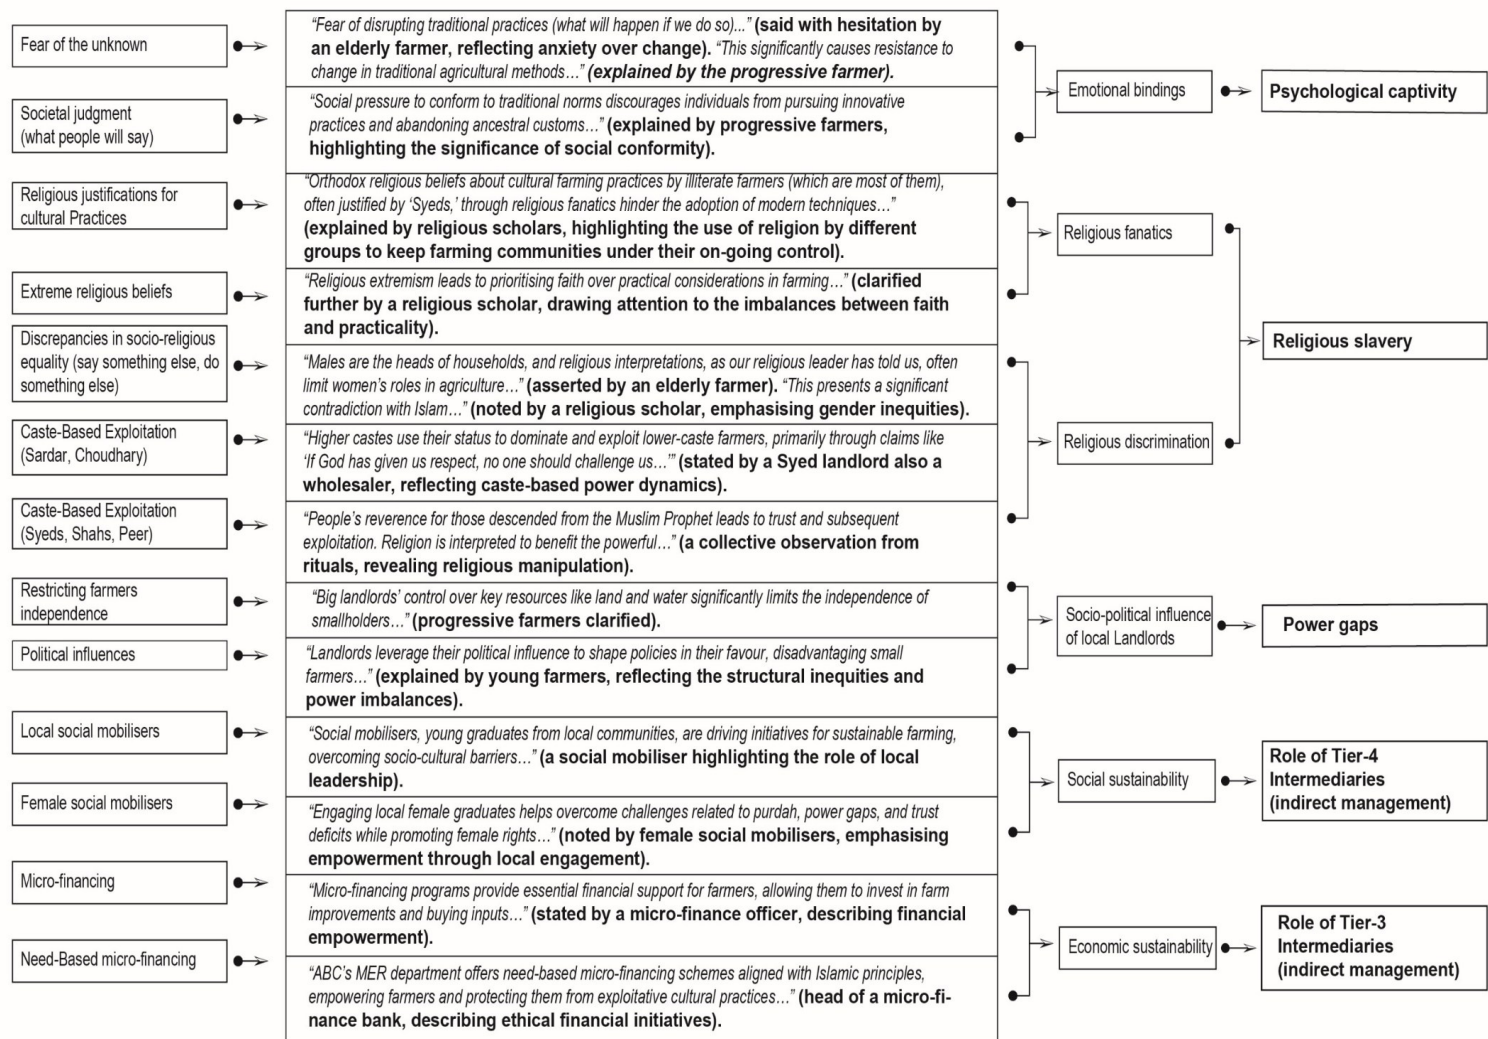 Fear of the unknown
“Fear of disrupting traditional practices (what will happen if we do so)...” (said with hesitation by
an elderly farmer, reflecting anxiety over change). “This significantly causes resistance to
change in traditional agricultural methods…” (explained by the progressive farmer).
Emotional bindings
Psychological captivity
Societal judgment
(what people will say)
“Social pressure to conform to traditional norms discourages individuals from pursuing innovative
practices and abandoning ancestral customs…” (explained by progressive farmers,
highlighting the significance of social conformity).
Religious justifications for
cultural Practices
“Orthodox religious beliefs about cultural farming practices by illiterate farmers (which are most of them),
often justified by ‘Syeds,’ through religious fanatics hinder the adoption of modern techniques…”
(explained by religious scholars, highlighting the use of religion by different
groups to keep farming communities under their on-going control).
Religious fanatics
Extreme religious beliefs
“Religious extremism leads to prioritising faith over practical considerations in farming…” (clarified
further by a religious scholar, drawing attention to the imbalances between faith
and practicality).
Religious slavery
Discrepancies in socio-religious
equality (say something else, do
something else)
“Males are the heads of households, and religious interpretations, as our religious leader has told us, often
limit women’s roles in agriculture…” (asserted by an elderly farmer). “This presents a significant
contradiction with Islam…” (noted by a religious scholar, emphasising gender inequities).
Caste-Based Exploitation
(Sardar, Choudhary)
“Higher castes use their status to dominate and exploit lower-caste farmers, primarily through claims like
‘If God has given us respect, no one should challenge us…’” (stated by a Syed landlord also a
wholesaler, reflecting caste-based power dynamics).
Religious discrimination
Caste-Based Exploitation
(Syeds, Shahs, Peer)
“People’s reverence for those descended from the Muslim Prophet leads to trust and subsequent
exploitation. Religion is interpreted to benefit the powerful…” (a collective observation from
rituals, revealing religious manipulation).
Restricting farmers
independence
“Big landlords’ control over key resources like land and water significantly limits the independence of
smallholders…” (progressive farmers clarified).
Socio-political influence
of local Landlords
Power gaps
Political influences
“Landlords leverage their political influence to shape policies in their favour, disadvantaging small
farmers…” (explained by young farmers, reflecting the structural inequities and
power imbalances).
Local social mobilisers
“Social mobilisers, young graduates from local communities, are driving initiatives for sustainable farming,
overcoming socio-cultural barriers…” (a social mobiliser highlighting the role of local
leadership).
Social sustainability
Role of Tier-4
Intermediaries
(indirect management)
Female social mobilisers
“Engaging local female graduates helps overcome challenges related to purdah, power gaps, and trust
deficits while promoting female rights…” (noted by female social mobilisers, emphasising
empowerment through local engagement).
Micro-financing
“Micro-financing programs provide essential financial support for farmers, allowing them to invest in farm
improvements and buying inputs…” (stated by a micro-finance officer, describing financial
empowerment).
Economic sustainability
Role of Tier-3
Intermediaries
(indirect management)
Need-Based micro-financing
“ABC’s MER department offers need-based micro-financing schemes aligned with Islamic principles,
empowering farmers and protecting them from exploitative cultural practices…” (head of a micro-fi-
nance bank, describing ethical financial initiatives).